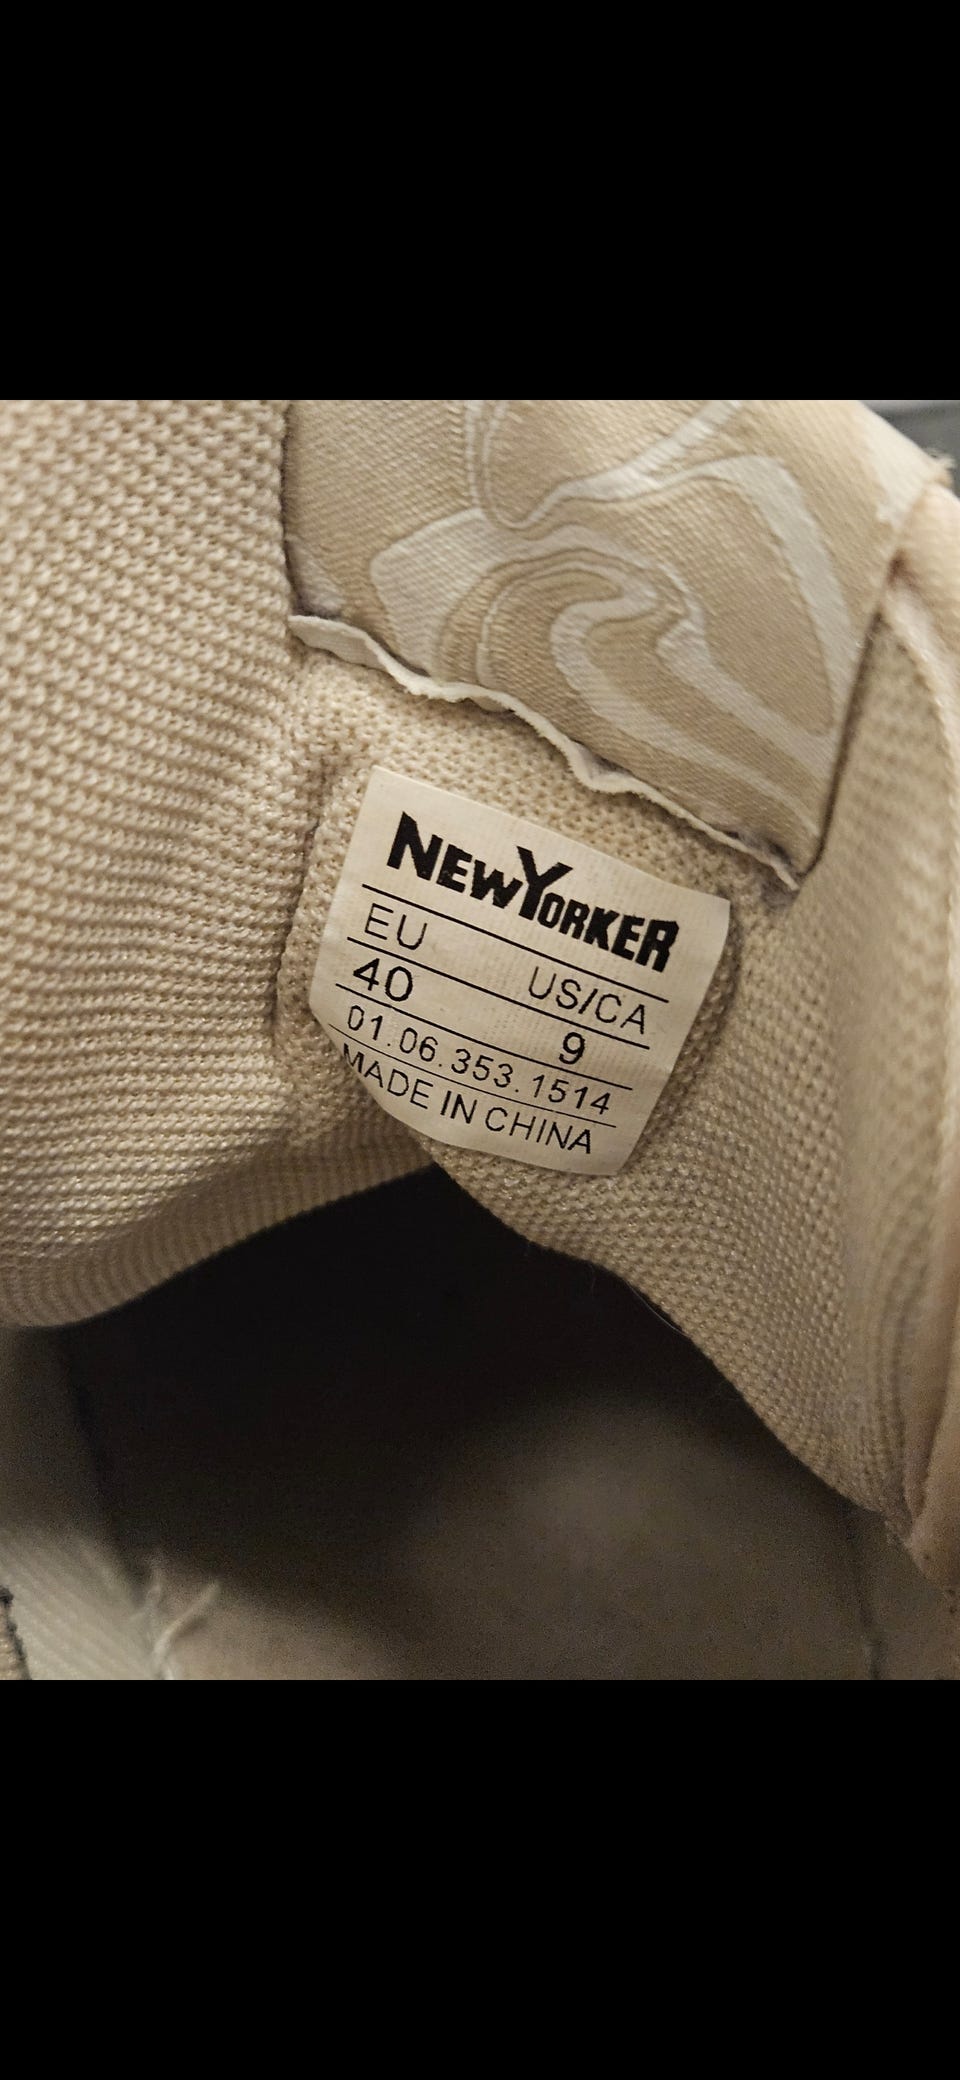 NEWYORKER
EU US/CA
40 9
01.06.353.1514
MADE IN CHINA